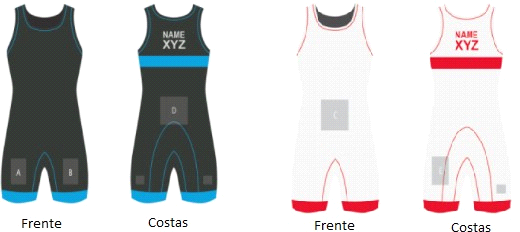 NAME
XYZ
NAME
XYZ
D
C
A
B
Frente
Costas
Frente
Costas